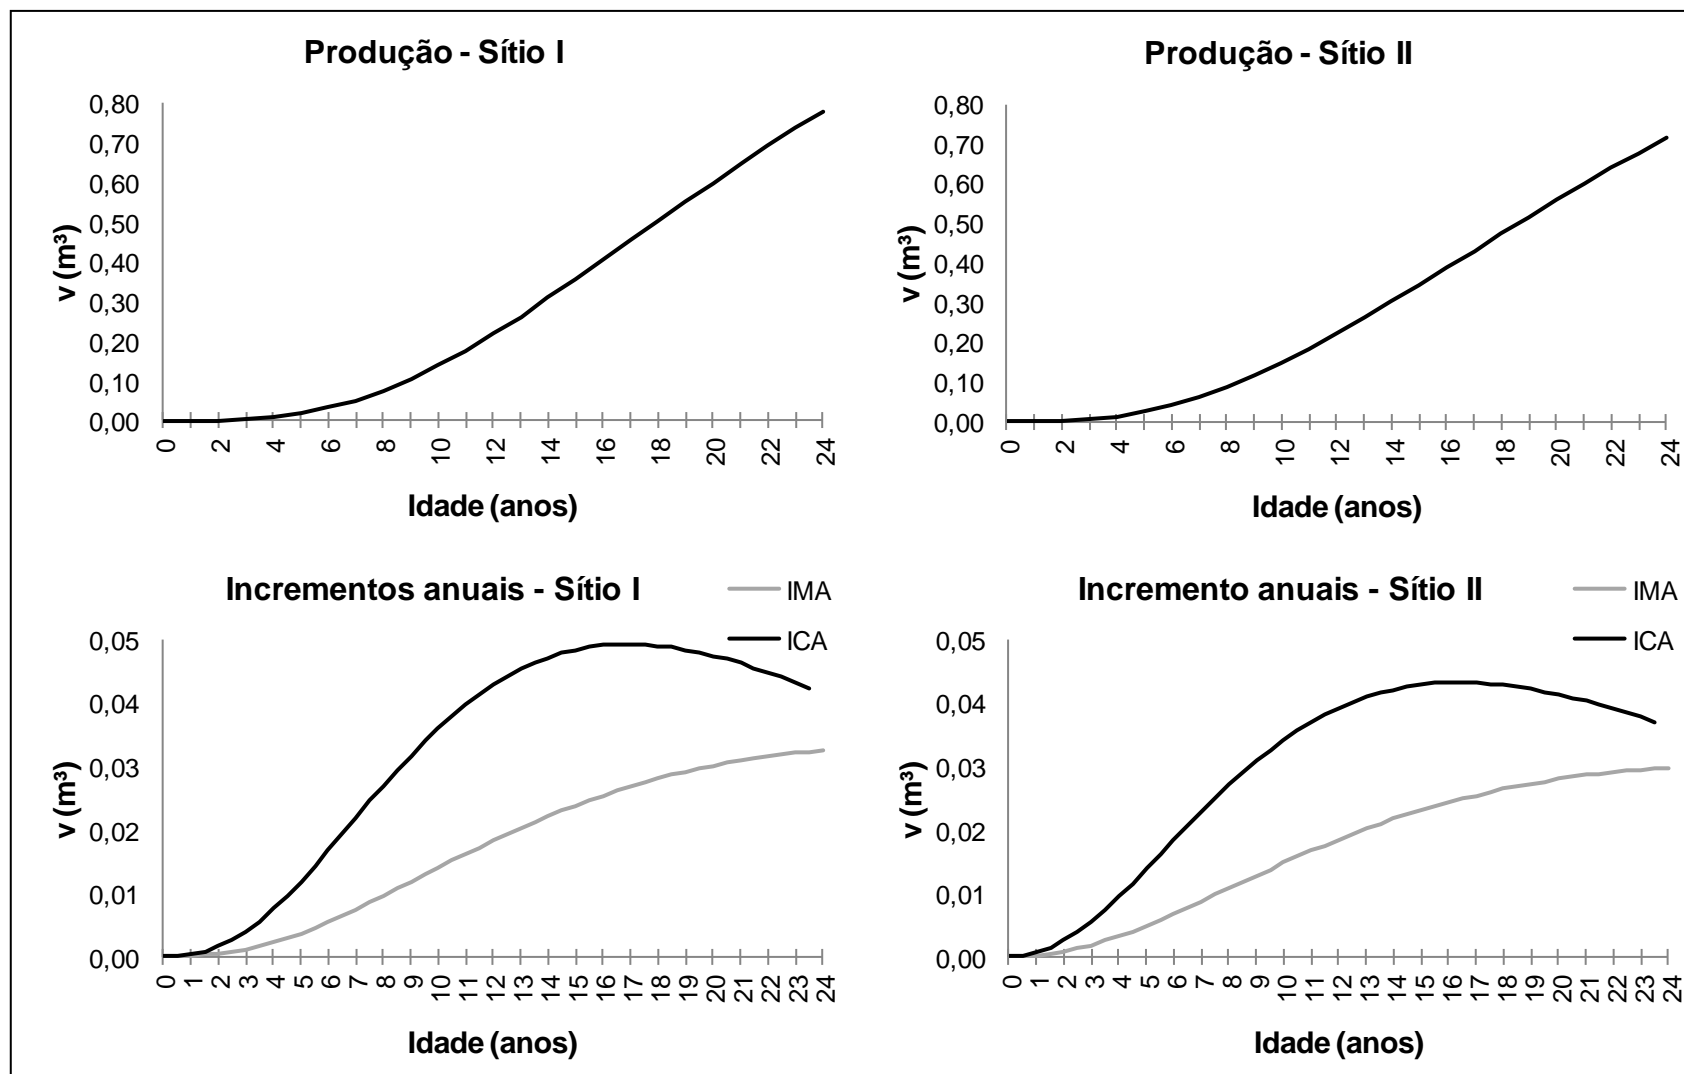 Produção - Sítio I
0,80
0,70
0,60
0,50
0,40
0,30
0,20
0,10
0,00
v (m³)
0 2 4 6 8 10 12 14 16 18 20 22 24
Idade (anos)
Produção - Sítio II
0,80
0,70
0,60
0,50
0,40
0,30
0,20
0,10
0,00
v (m³)
0 2 4 6 8 10 12 14 16 18 20 22 24
Idade (anos)
Incrementos anuais - Sítio I
IMA
ICA
0,05
0,04
0,03
0,02
0,01
0,00
v (m³)
0 1 2 3 4 5 6 7 8 9 10 11 12 13 14 15 16 17 18 19 20 21 22 23 24
Idade (anos)
Incremento anuais - Sítio II
IMA
ICA
0,05
0,04
0,03
0,02
0,01
0,00
v (m³)
0 1 2 3 4 5 6 7 8 9 10 11 12 13 14 15 16 17 18 19 20 21 22 23 24
Idade (anos)